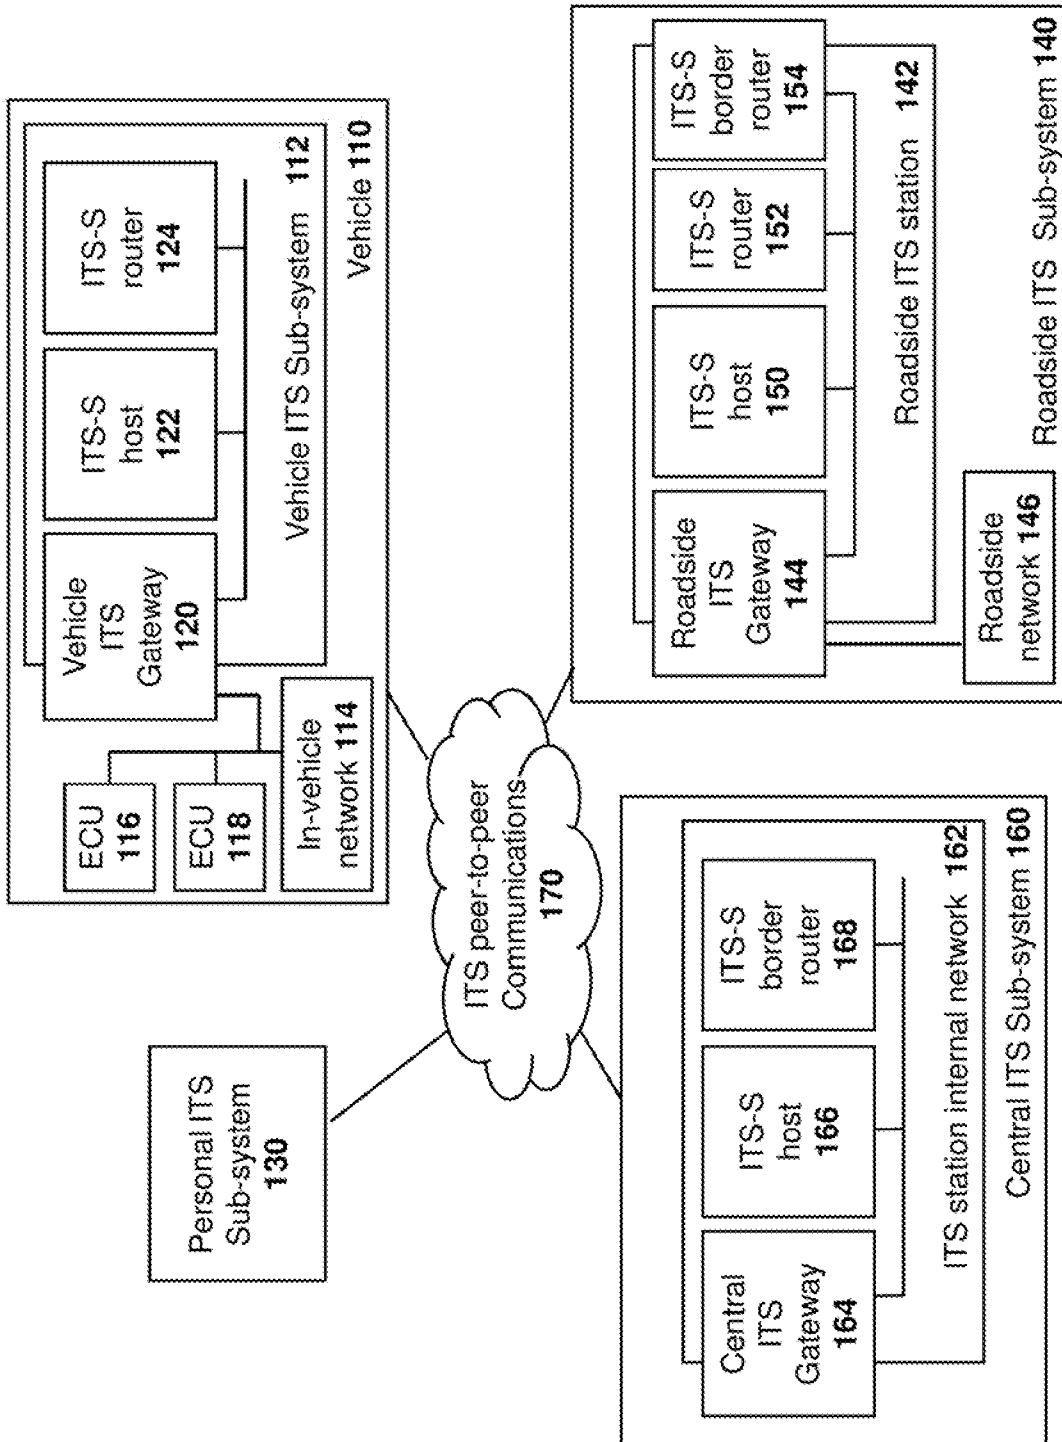 Personal ITS
Sub-system
130
ECU
116
ECU
118
In-vehicle
network 114
Vehicle
ITS
Gateway
120
ITS-S
host
122
ITS-S
router
124
Vehicle ITS Sub-system 112
Vehicle 110
ITS peer-to-peer
Communications
170
Central
ITS
Gateway
164
ITS-S
host
166
ITS-S
border
router
168
ITS station internal network 162
Central ITS Sub-system 160
Roadside
ITS
Gateway
144
ITS-S
host
150
ITS-S
router
152
ITS-S
border
router
154
Roadside ITS station 142
Roadside
network 146
Roadside ITS Sub-system 140